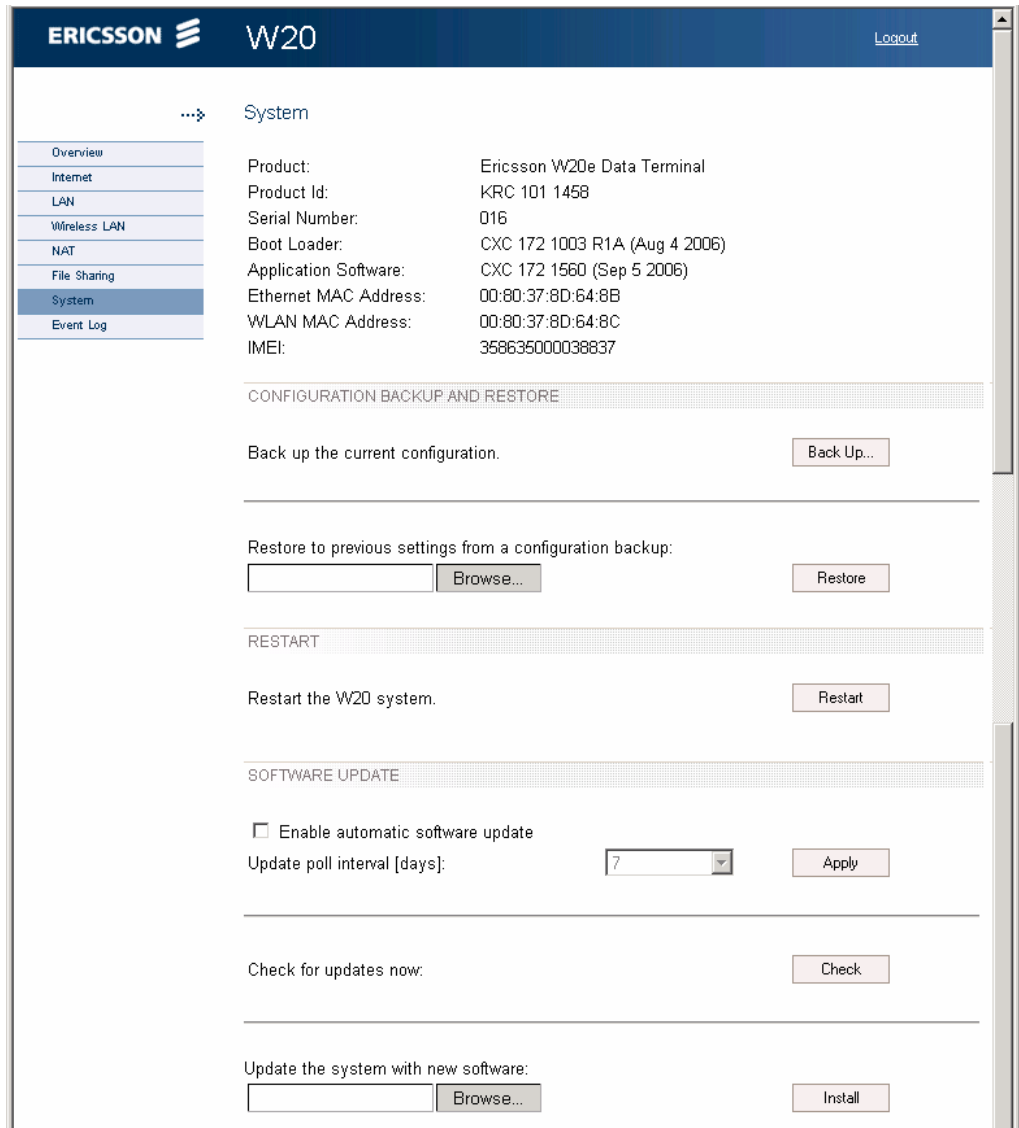 ERICSSON W20 Logout
System
Overview
Internet
LAN
Wireless LAN
NAT
File Sharing
System
Event Log
Product: Ericsson W20e Data Terminal
Product Id: KRC 101 1458
Serial Number: 016
Boot Loader: CXC 172 1003 R1A (Aug 4 2006)
Application Software: CXC 172 1560 (Sep 5 2006)
Ethernet MAC Address: 00:80:37:8D:64:8B
WLAN MAC Address: 00:80:37:8D:64:8C
IMEI: 358635000038837
CONFIGURATION BACKUP AND RESTORE
Back up the current configuration. Back Up...
Restore to previous settings from a configuration backup:
Browse... Restore
RESTART
Restart the W20 system. Restart
SOFTWARE UPDATE
Enable automatic software update
Update poll interval [days]: 7 Apply
Check for updates now: Check
Update the system with new software:
Browse... Install